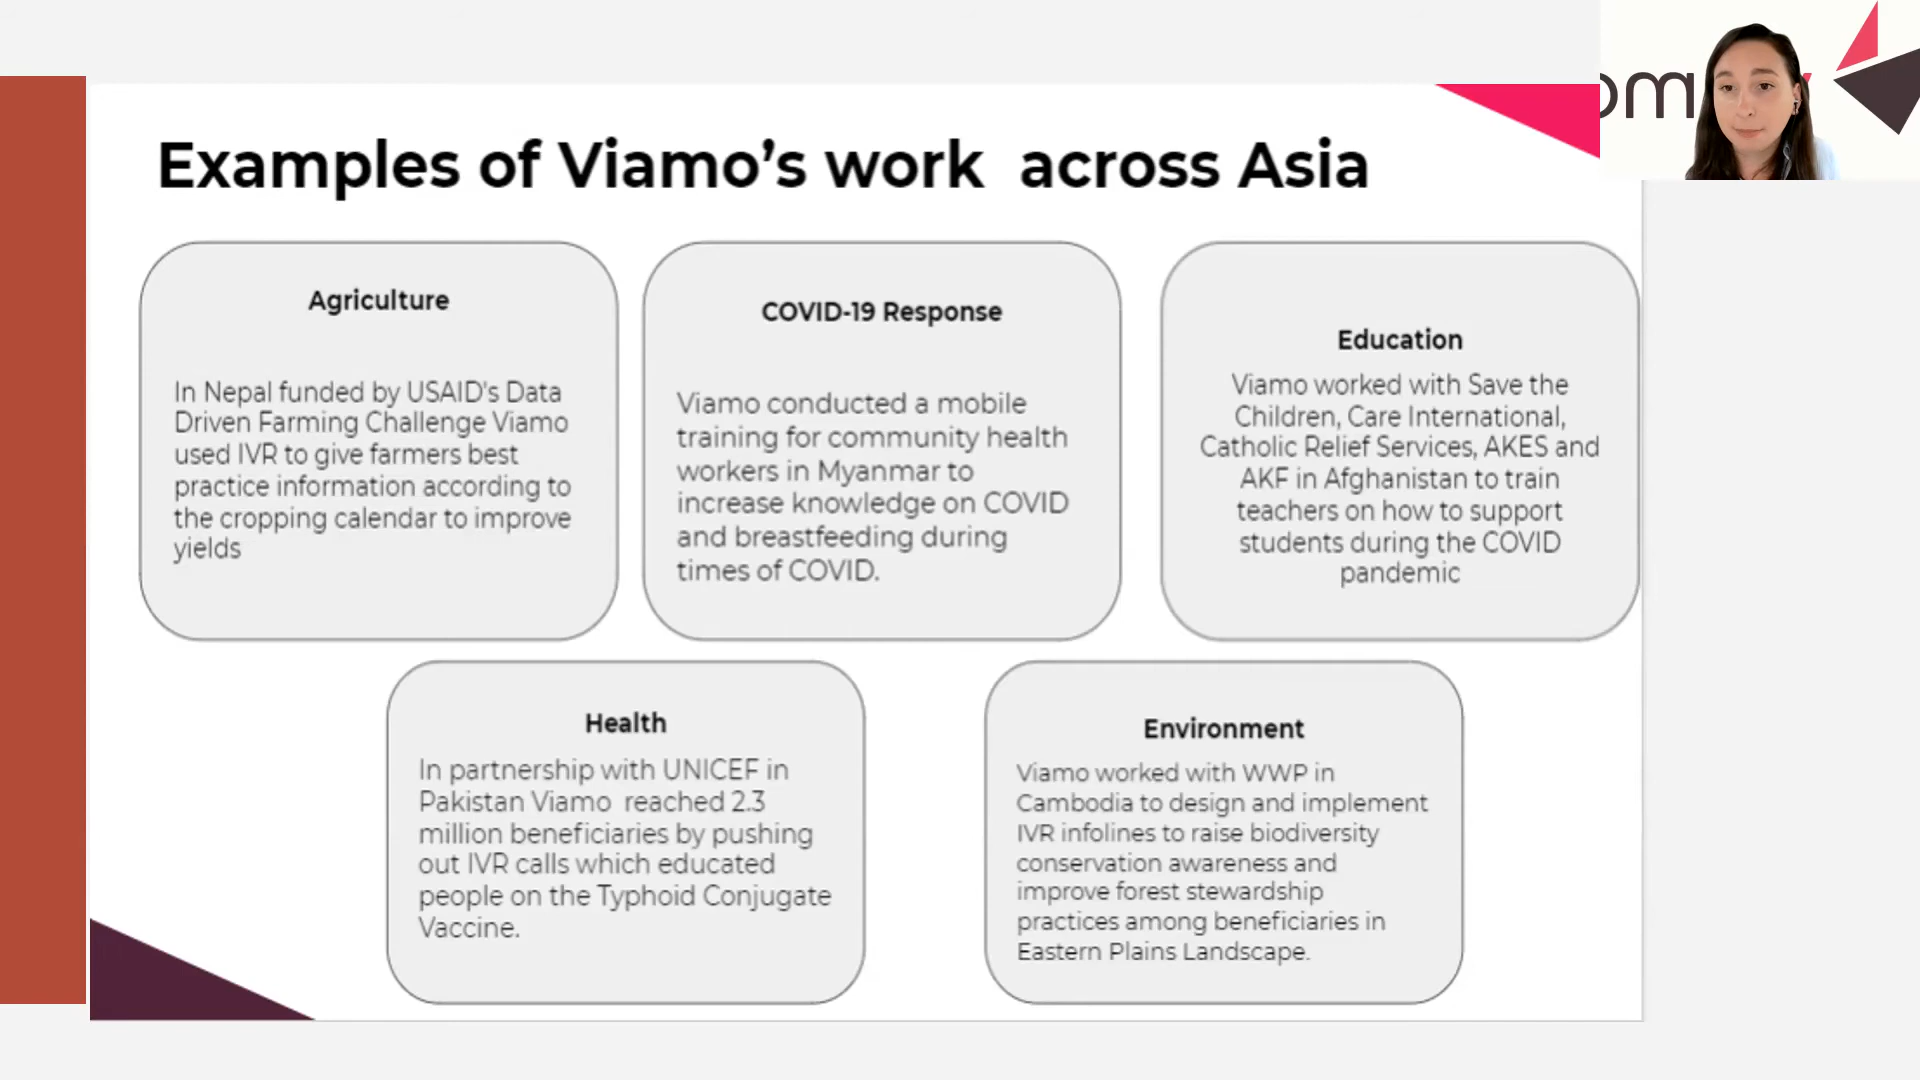 Examples of Viamo's work  across Asia
Agriculture
In Nepal funded by USAID's Data
Driven Farming Challenge Viamo
used IVR to give farmers best
practice information according to
the cropping calendar to improve
yields
COVID-19 Response
Viamo conducted a mobile
training for community health
workers in Myanmar to
increase knowledge on COVID
and breastfeeding during
times of COVID.
Education
Viamo worked with Save the
Children, Care International,
Catholic Relief Services, AKES and
AKF in Afghanistan to train
teachers on how to support
students during the COVID
pandemic
Health
In partnership with UNICEF in
Pakistan Viamo  reached 2.3
million beneficiaries by pushing
out IVR calls which educated
people on the Typhoid Conjugate
Vaccine.
Environment
Viamo worked with WWP in
Cambodia to design and implement
IVR infolines to raise biodiversity
conservation awareness and
improve forest stewardship
practices among beneficiaries in
Eastern Plains Landscape.